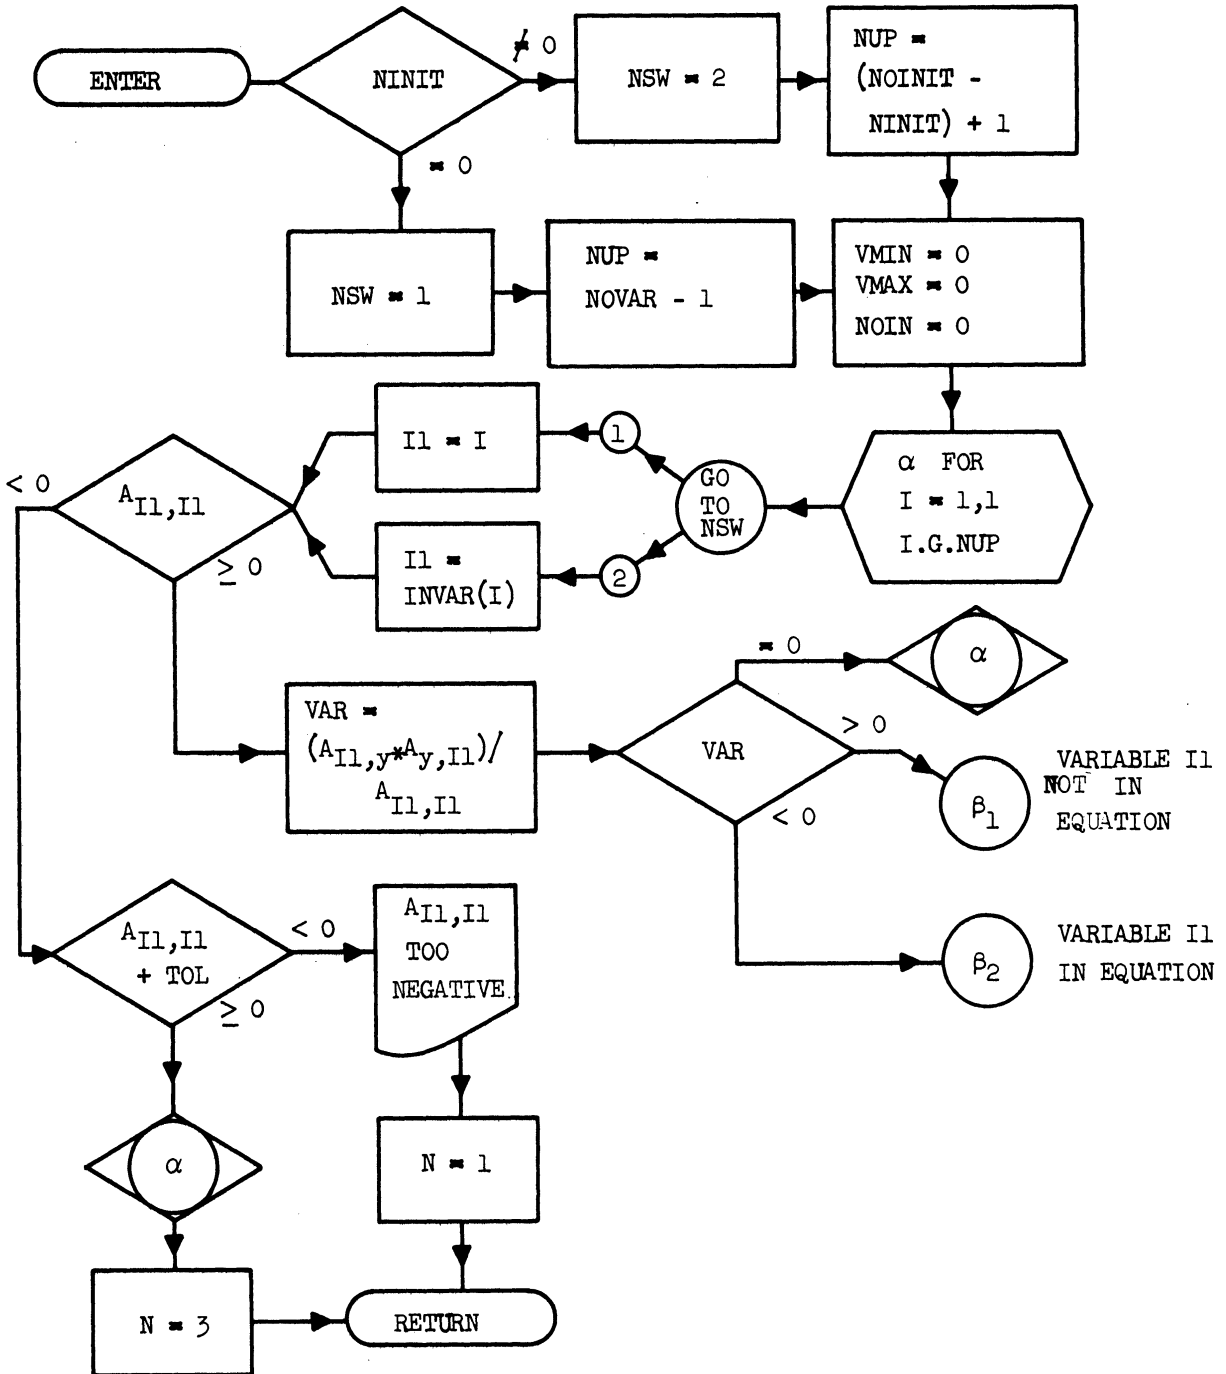 ENTER
NINIT
≠ 0
NSW = 2
NUP =
(NOINIT -
NINIT) + 1
= 0
NSW = 1
NUP =
NOVAR - 1
VMIN = 0
VMAX = 0
NOIN = 0
α FOR
I = 1,1
I.G.NUP
GO
TO
NSW
1
I1 = I
2
I1 =
INVAR(I)
< 0
A I1,I1
≥ 0
VAR =
(A I1,y*A y,I1)/
A I1,I1
VAR
= 0
α
> 0
β1
VARIABLE I1
NOT IN
EQUATION
< 0
β2
VARIABLE I1
IN EQUATION
A I1,I1
+ TOL
< 0
≥ 0
A I1,I1
TOO
NEGATIVE
N = 1
α
N = 3
RETURN